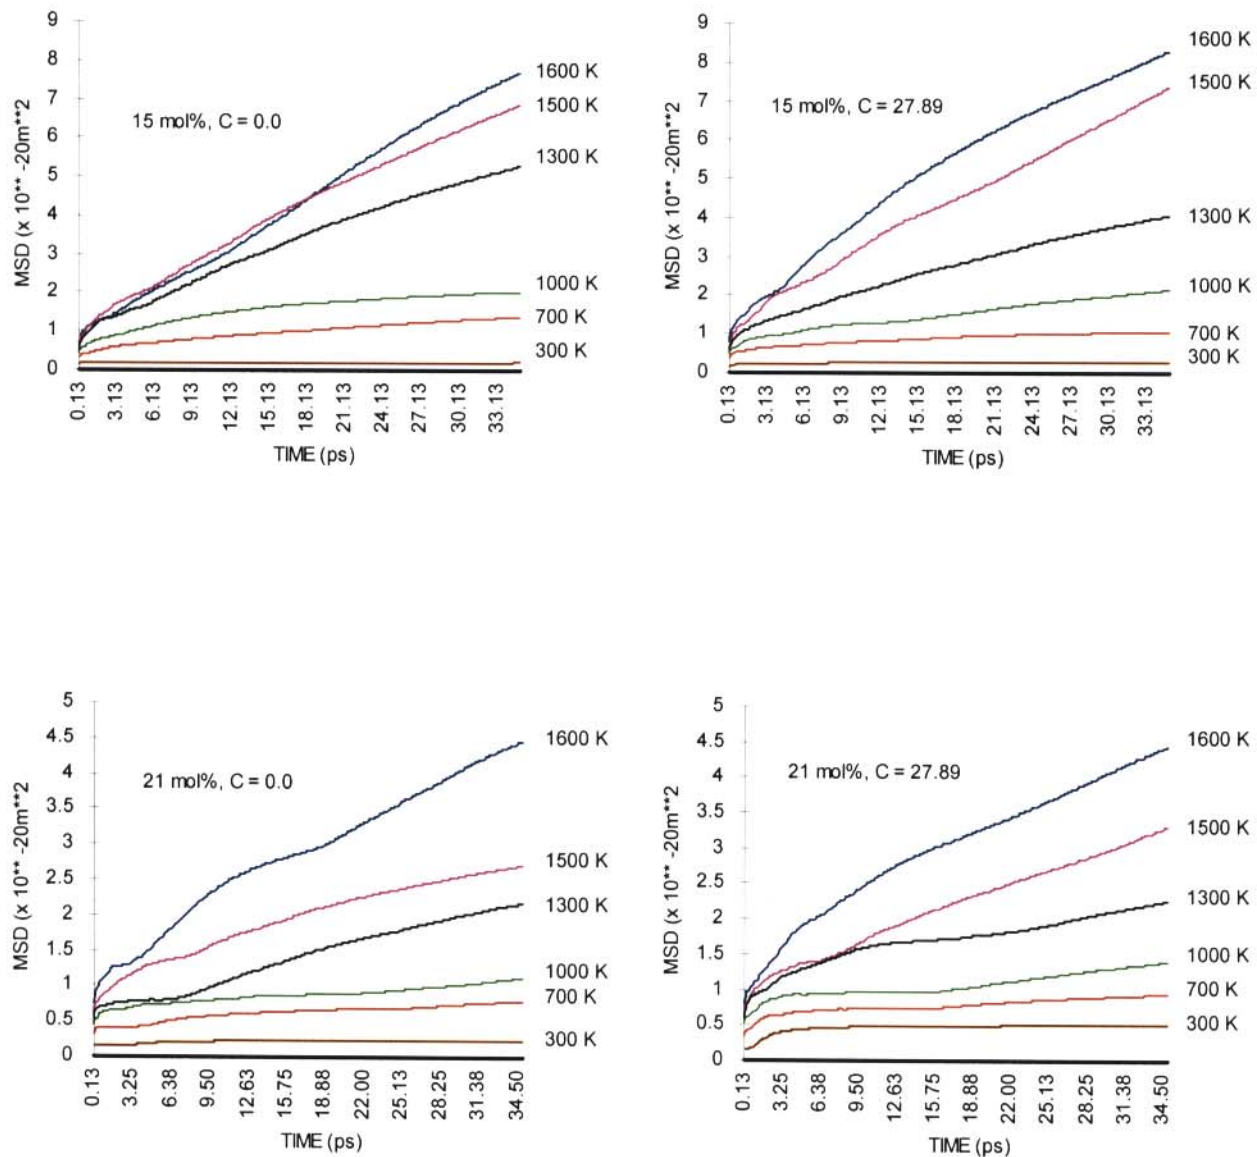 9
8
7
6
5
4
3
2
1
0
MSD (x 10** -20m**2
15 mol%, C = 0.0
1600 K
1500 K
1300 K
1000 K
700 K
300 K
0.13
3.13
6.13
9.13
12.13
15.13
18.13
21.13
24.13
27.13
30.13
33.13
TIME (ps)
9
8
7
6
5
4
3
2
1
0
MSD (x 10** -20m**2
15 mol%, C = 27.89
1600 K
1500 K
1300 K
1000 K
700 K
300 K
0.13
3.13
6.13
9.13
12.13
15.13
18.13
21.13
24.13
27.13
30.13
33.13
TIME (ps)
5
4.5
4
3.5
3
2.5
2
1.5
1
0.5
0
MSD (x 10** -20m**2
21 mol%, C = 0.0
1600 K
1500 K
1300 K
1000 K
700 K
300 K
0.13
3.25
6.38
9.50
12.63
15.75
18.88
22.00
25.13
28.25
31.38
34.50
TIME (ps)
5
4.5
4
3.5
3
2.5
2
1.5
1
0.5
0
MSD (x 10** -20m**2
21 mol%, C = 27.89
1600 K
1500 K
1300 K
1000 K
700 K
300 K
0.13
3.25
6.38
9.50
12.63
15.75
18.88
22.00
25.13
28.25
31.38
34.50
TIME (ps)